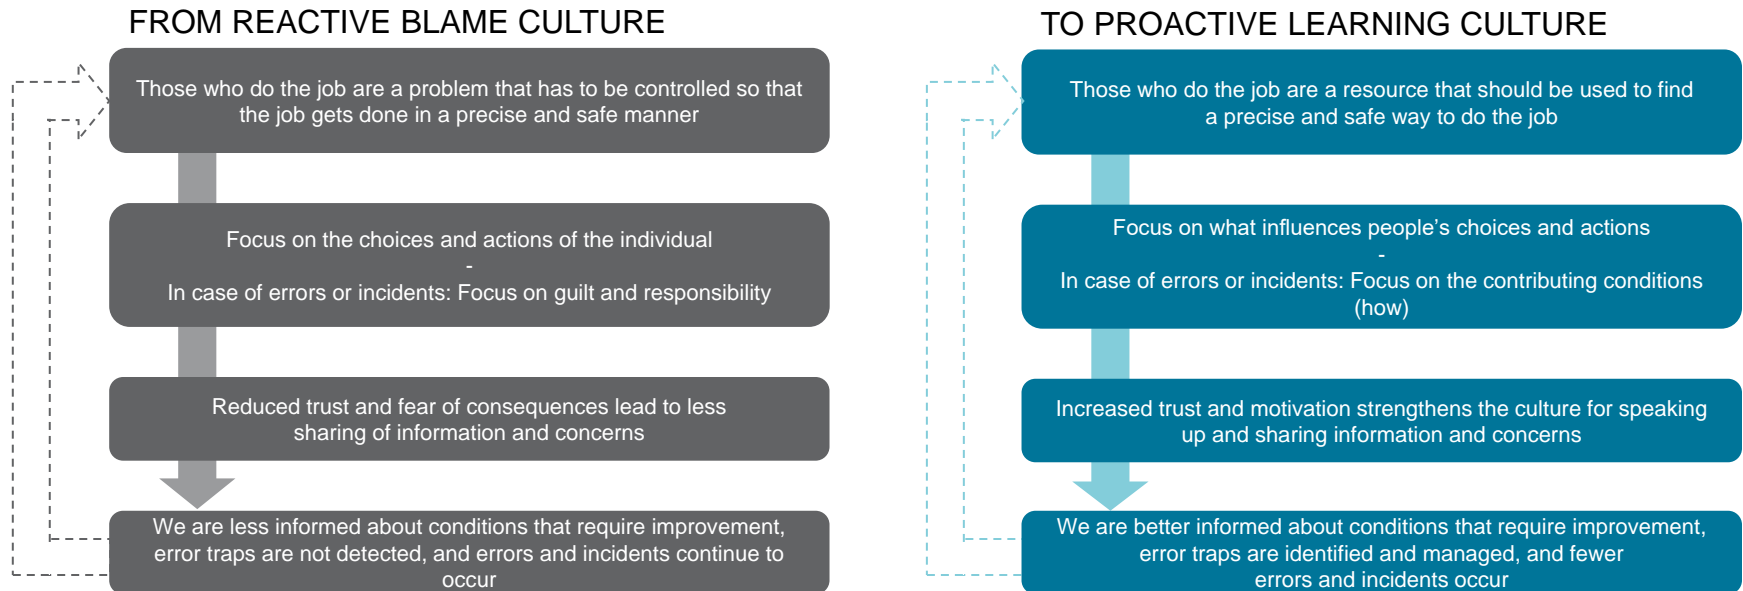 FROM REACTIVE BLAME CULTURE
Those who do the job are a problem that has to be controlled so that
the job gets done in a precise and safe manner
Focus on the choices and actions of the individual
-
In case of errors or incidents: Focus on guilt and responsibility
Reduced trust and fear of consequences lead to less
sharing of information and concerns
We are less informed about conditions that require improvement,
error traps are not detected, and errors and incidents continue to
occur
TO PROACTIVE LEARNING CULTURE
Those who do the job are a resource that should be used to find
a precise and safe way to do the job
Focus on what influences people’s choices and actions
-
In case of errors or incidents: Focus on the contributing conditions
(how)
Increased trust and motivation strengthens the culture for speaking
up and sharing information and concerns
We are better informed about conditions that require improvement,
error traps are identified and managed, and fewer
errors and incidents occur